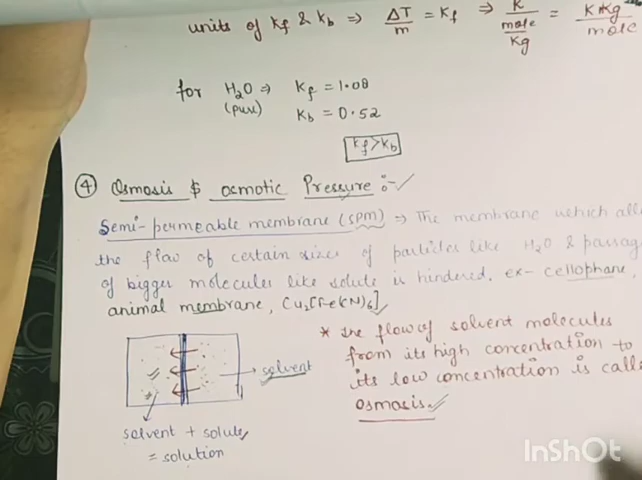 units of Kf & Kb ⇒ ΔT/m = Kf ⇒ K/(mole/Kg) = K Kg/mole
for H2O ⇒ Kf = 1.08
(pure) Kb = 0.52
Kf > Kb
④ Osmosis & osmotic Pressure :-
Semi-permeable membrane (SPM) ⇒ The membrane which all
the flow of certain sizes of particles like H2O & passag
of bigger molecules like solute is hindered. ex- cellophane,
animal membrane, Cu2[Fe(CN)6]
* The flow of solvent molecules
from its high concentration to
its low concentration is call
osmosis.
solvent
solvent + solute
= solution
InShOt